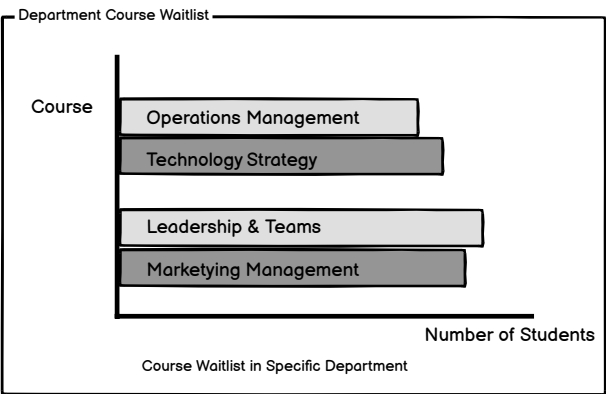 Department Course Waitlist
Course
Operations Management
Technology Strategy
Leadership & Teams
Marketying Management
Number of Students
Course Waitlist in Specific Department